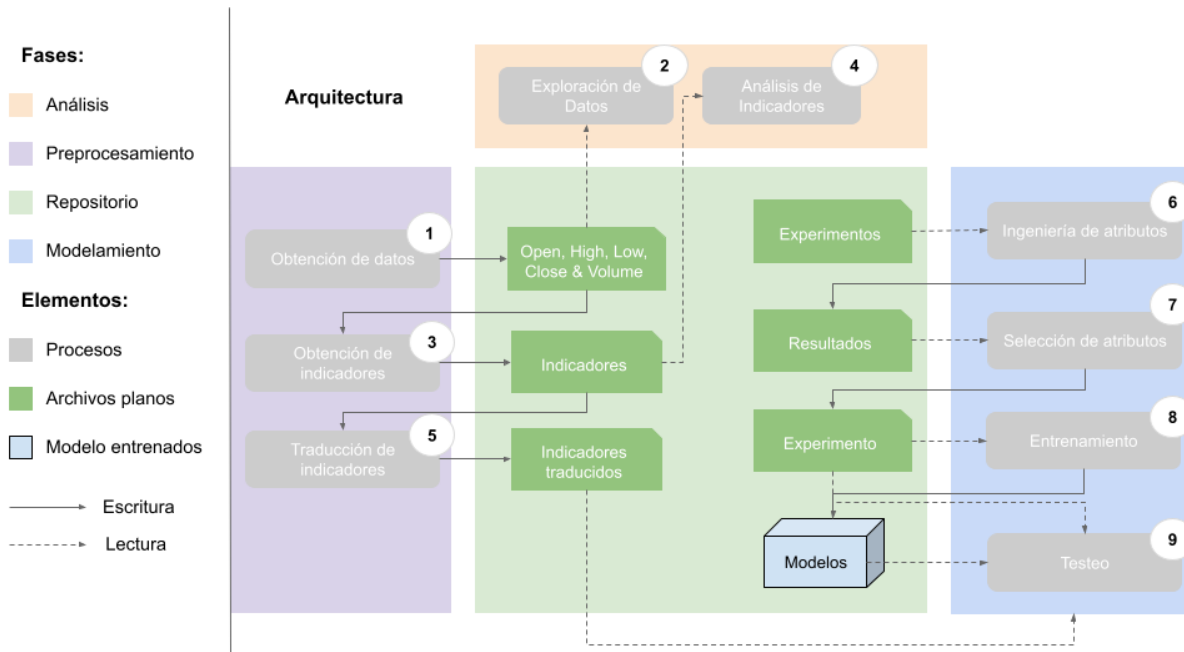 Fases:
Análisis
Preprocesamiento
Repositorio
Modelamiento
Elementos:
Procesos
Archivos planos
Modelo entrenados
Escritura
Lectura
Arquitectura
2
Exploración de
Datos
4
Análisis de
Indicadores
1
Obtención de datos
Open, High, Low,
Close & Volume
3
Obtención de
indicadores
Indicadores
5
Traducción de
indicadores
Indicadores
traducidos
Experimentos
6
Ingeniería de atributos
Resultados
7
Selección de atributos
Experimento
8
Entrenamiento
Modelos
9
Testeo